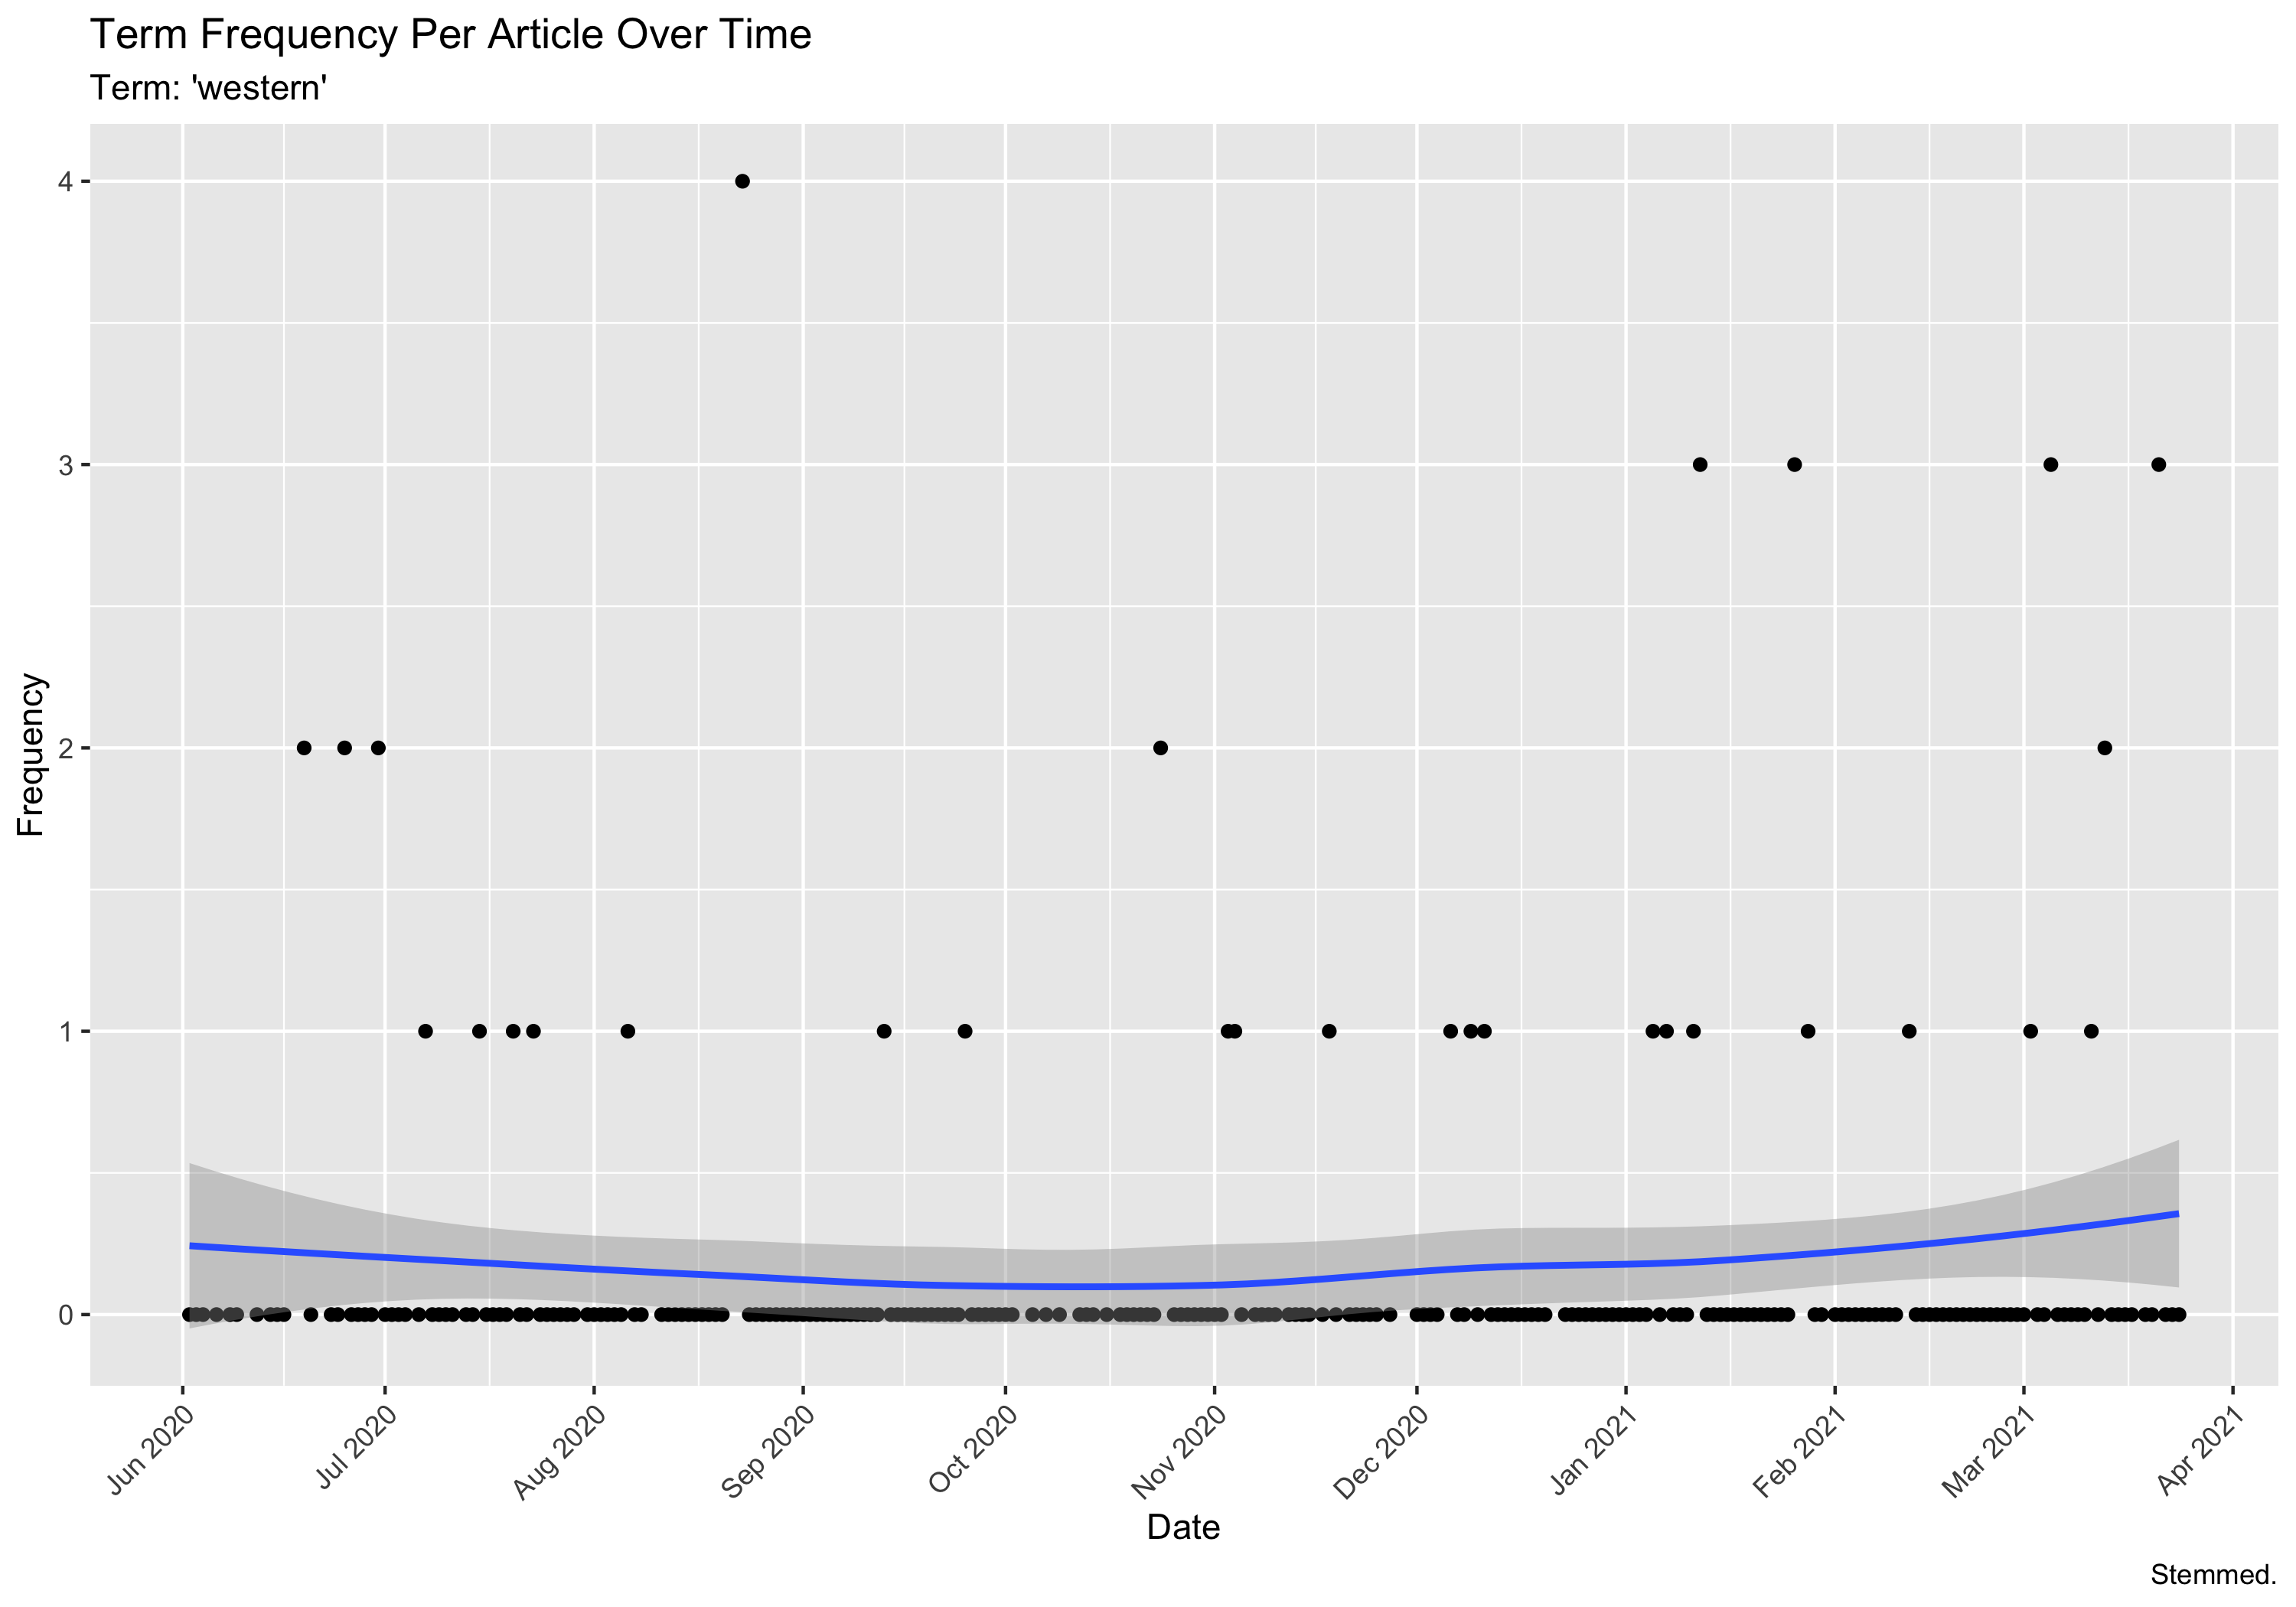 Term Frequency Per Article Over Time
Term: 'western'
Frequency
4
3
2
1
0
Jun 2020
Jul 2020
Aug 2020
Sep 2020
Oct 2020
Nov 2020
Dec 2020
Jan 2021
Feb 2021
Mar 2021
Apr 2021
Date
Stemmed.